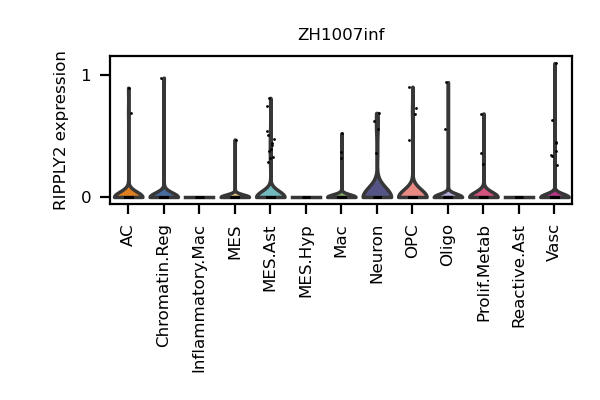 ZH1007inf
RIPPLY2 expression
1
0
AC
Chromatin.Reg
Inflammatory.Mac
MES
MES.Ast
MES.Hyp
Mac
Neuron
OPC
Oligo
Prolif.Metab
Reactive.Ast
Vasc